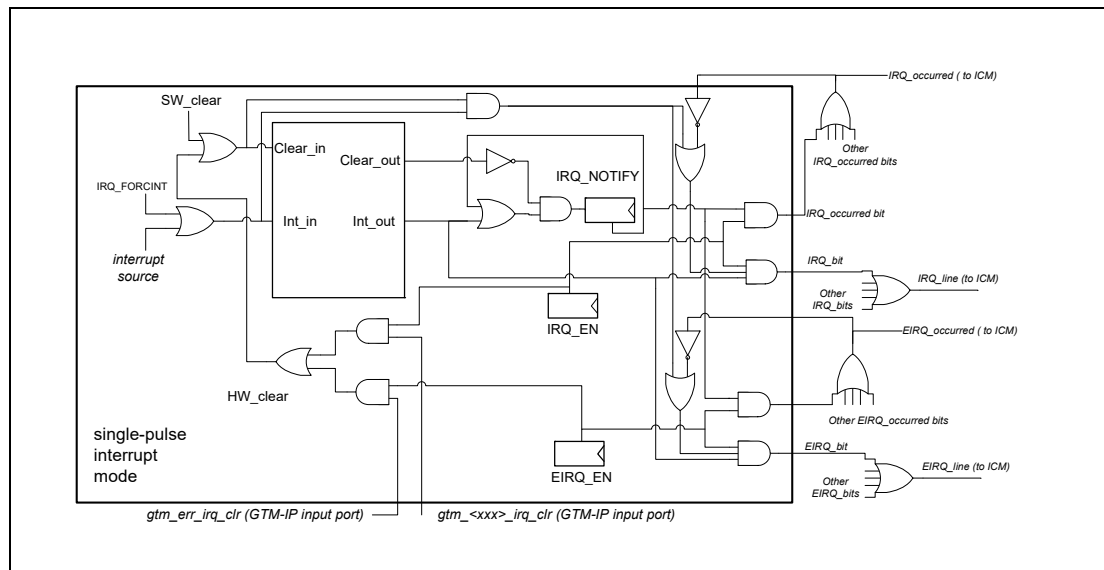 IRQ_occurred ( to ICM)
SW_clear
Clear_in
Clear_out
IRQ_NOTIFY
Other
IRQ_occurred bits
IRQ_FORCINT
Int_in
Int_out
IRQ_occurred bit
interrupt
source
IRQ_bit
IRQ_line (to ICM)
Other
IRQ_bits
IRQ_EN
EIRQ_occurred ( to ICM)
HW_clear
Other EIRQ_occurred bits
single-pulse
interrupt
mode
EIRQ_bit
EIRQ_line (to ICM)
EIRQ_EN
Other
EIRQ_bits
gtm_err_irq_clr (GTM-IP input port)
gtm_<xxx>_irq_clr (GTM-IP input port)